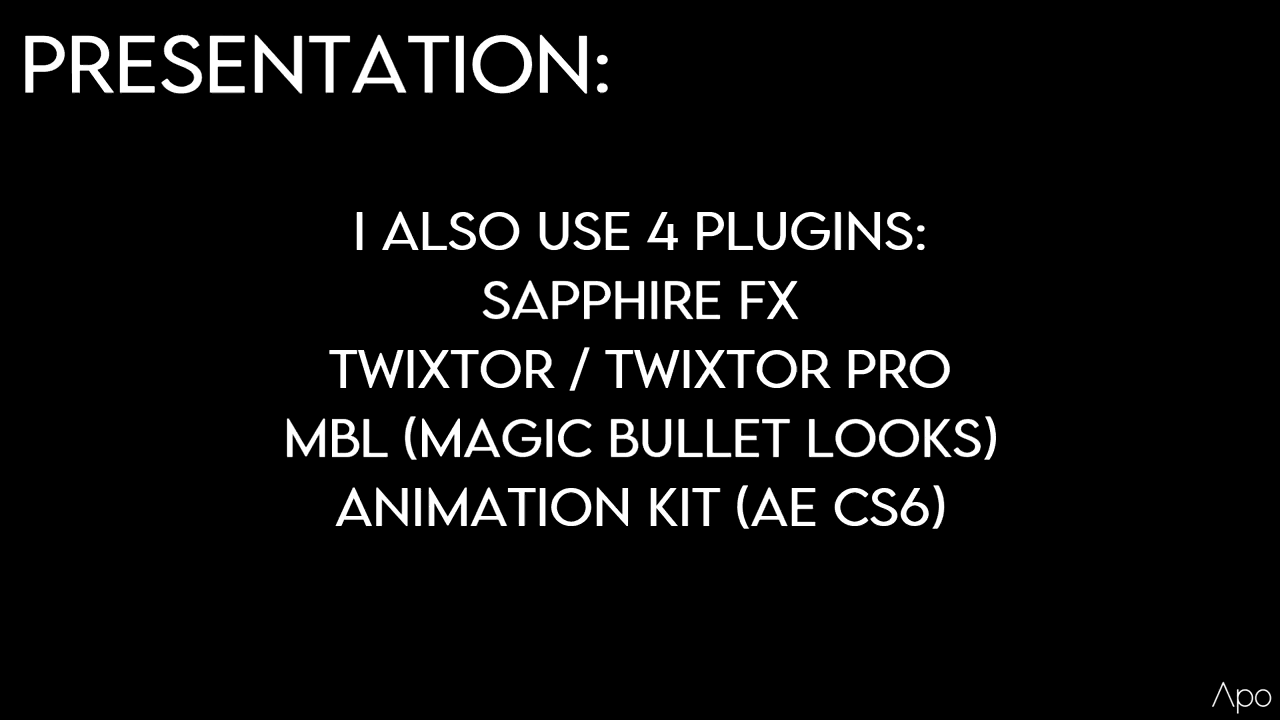 PRESENTATION:
I ALSO USE 4 PLUGINS:
SAPPHIRE FX
TWIXTOR / TWIXTOR PRO
MBL (MAGIC BULLET LOOKS)
ANIMATION KIT (AE CS6)
Apo